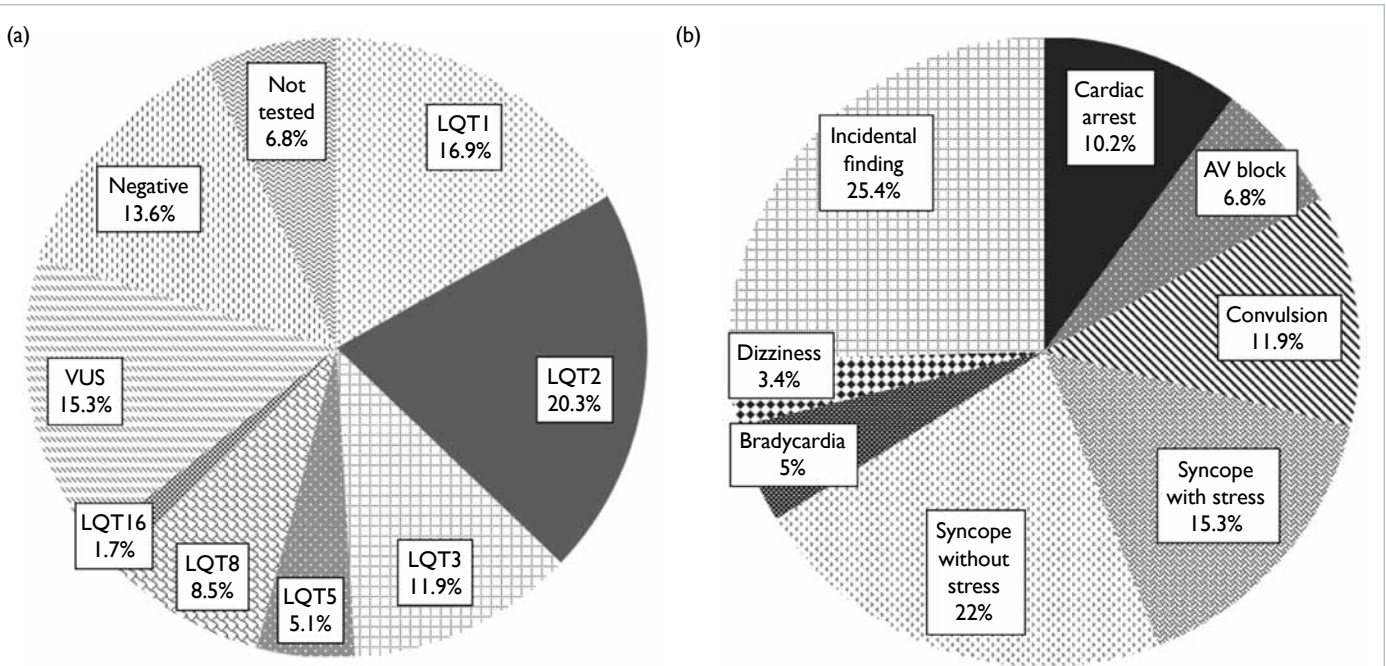 (a)
Not
tested
6.8%
LQT1
16.9%
Negative
13.6%
LQT2
20.3%
VUS
15.3%
LQT16
1.7%
LQT8
8.5%
LQT5
5.1%
LQT3
11.9%
(b)
Cardiac
arrest
10.2%
Incidental
finding
25.4%
AV block
6.8%
Convulsion
11.9%
Dizziness
3.4%
Bradycardia
5%
Syncope
with stress
15.3%
Syncope
without
stress
22%